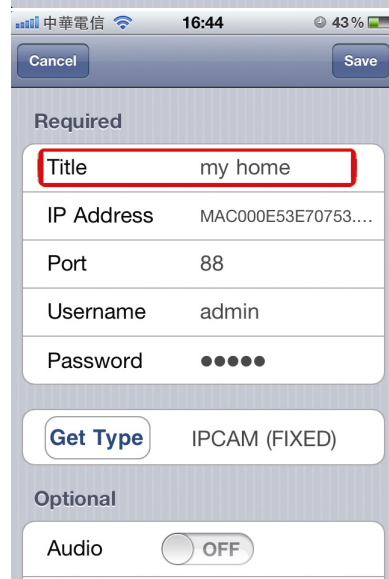 中華電信 16:44 43%
Cancel Save
Required
Title my home
IP Address MAC000E53E70753....
Port 88
Username admin
Password ●●●●●
Get Type IPCAM (FIXED)
Optional
Audio OFF